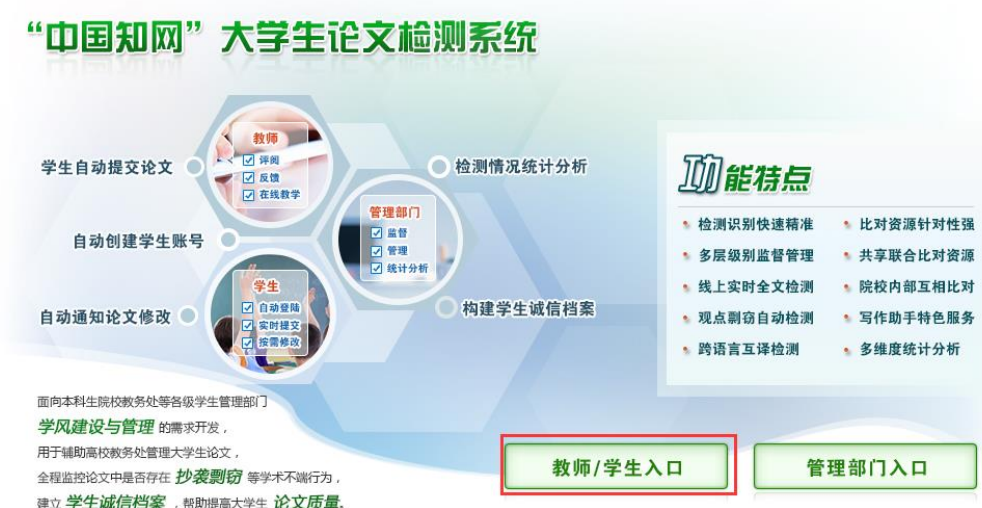 “中国知网”大学生论文检测系统
教师
评阅
反馈
在线教学
学生自动提交论文
检测情况统计分析
管理部门
监督
管理
统计分析
自动创建学生账号
学生
自动登陆
实时提交
按需修改
自动通知论文修改
构建学生诚信档案
功能特点
检测识别快速精准 比对资源针对性强
多层级别监督管理 共享联合比对资源
线上实时全文检测 院校内部互相比对
观点剽窃自动检测 写作助手特色服务
跨语言互译检测 多维度统计分析
面向本科生院校教务处等各级学生管理部门
学风建设与管理 的需求开发，
用于辅助高校教务处管理大学生论文，
全程监控论文中是否存在 抄袭剽窃 等学术不端行为，
建立 学生诚信档案 ，帮助提高大学生 论文质量。
教师/学生入口 管理部门入口